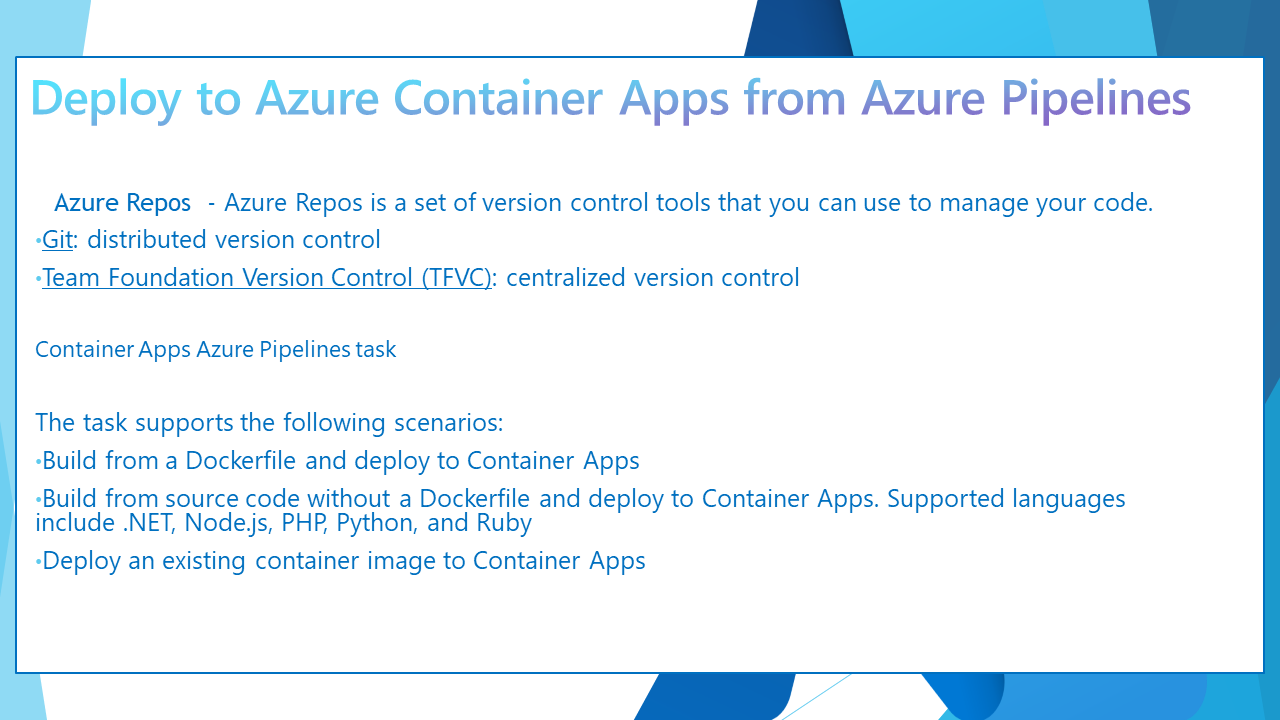 Deploy to Azure Container Apps from Azure Pipelines
Azure Repos - Azure Repos is a set of version control tools that you can use to manage your code.
•Git: distributed version control
•Team Foundation Version Control (TFVC): centralized version control
Container Apps Azure Pipelines task
The task supports the following scenarios:
•Build from a Dockerfile and deploy to Container Apps
•Build from source code without a Dockerfile and deploy to Container Apps. Supported languages
include .NET, Node.js, PHP, Python, and Ruby
•Deploy an existing container image to Container Apps